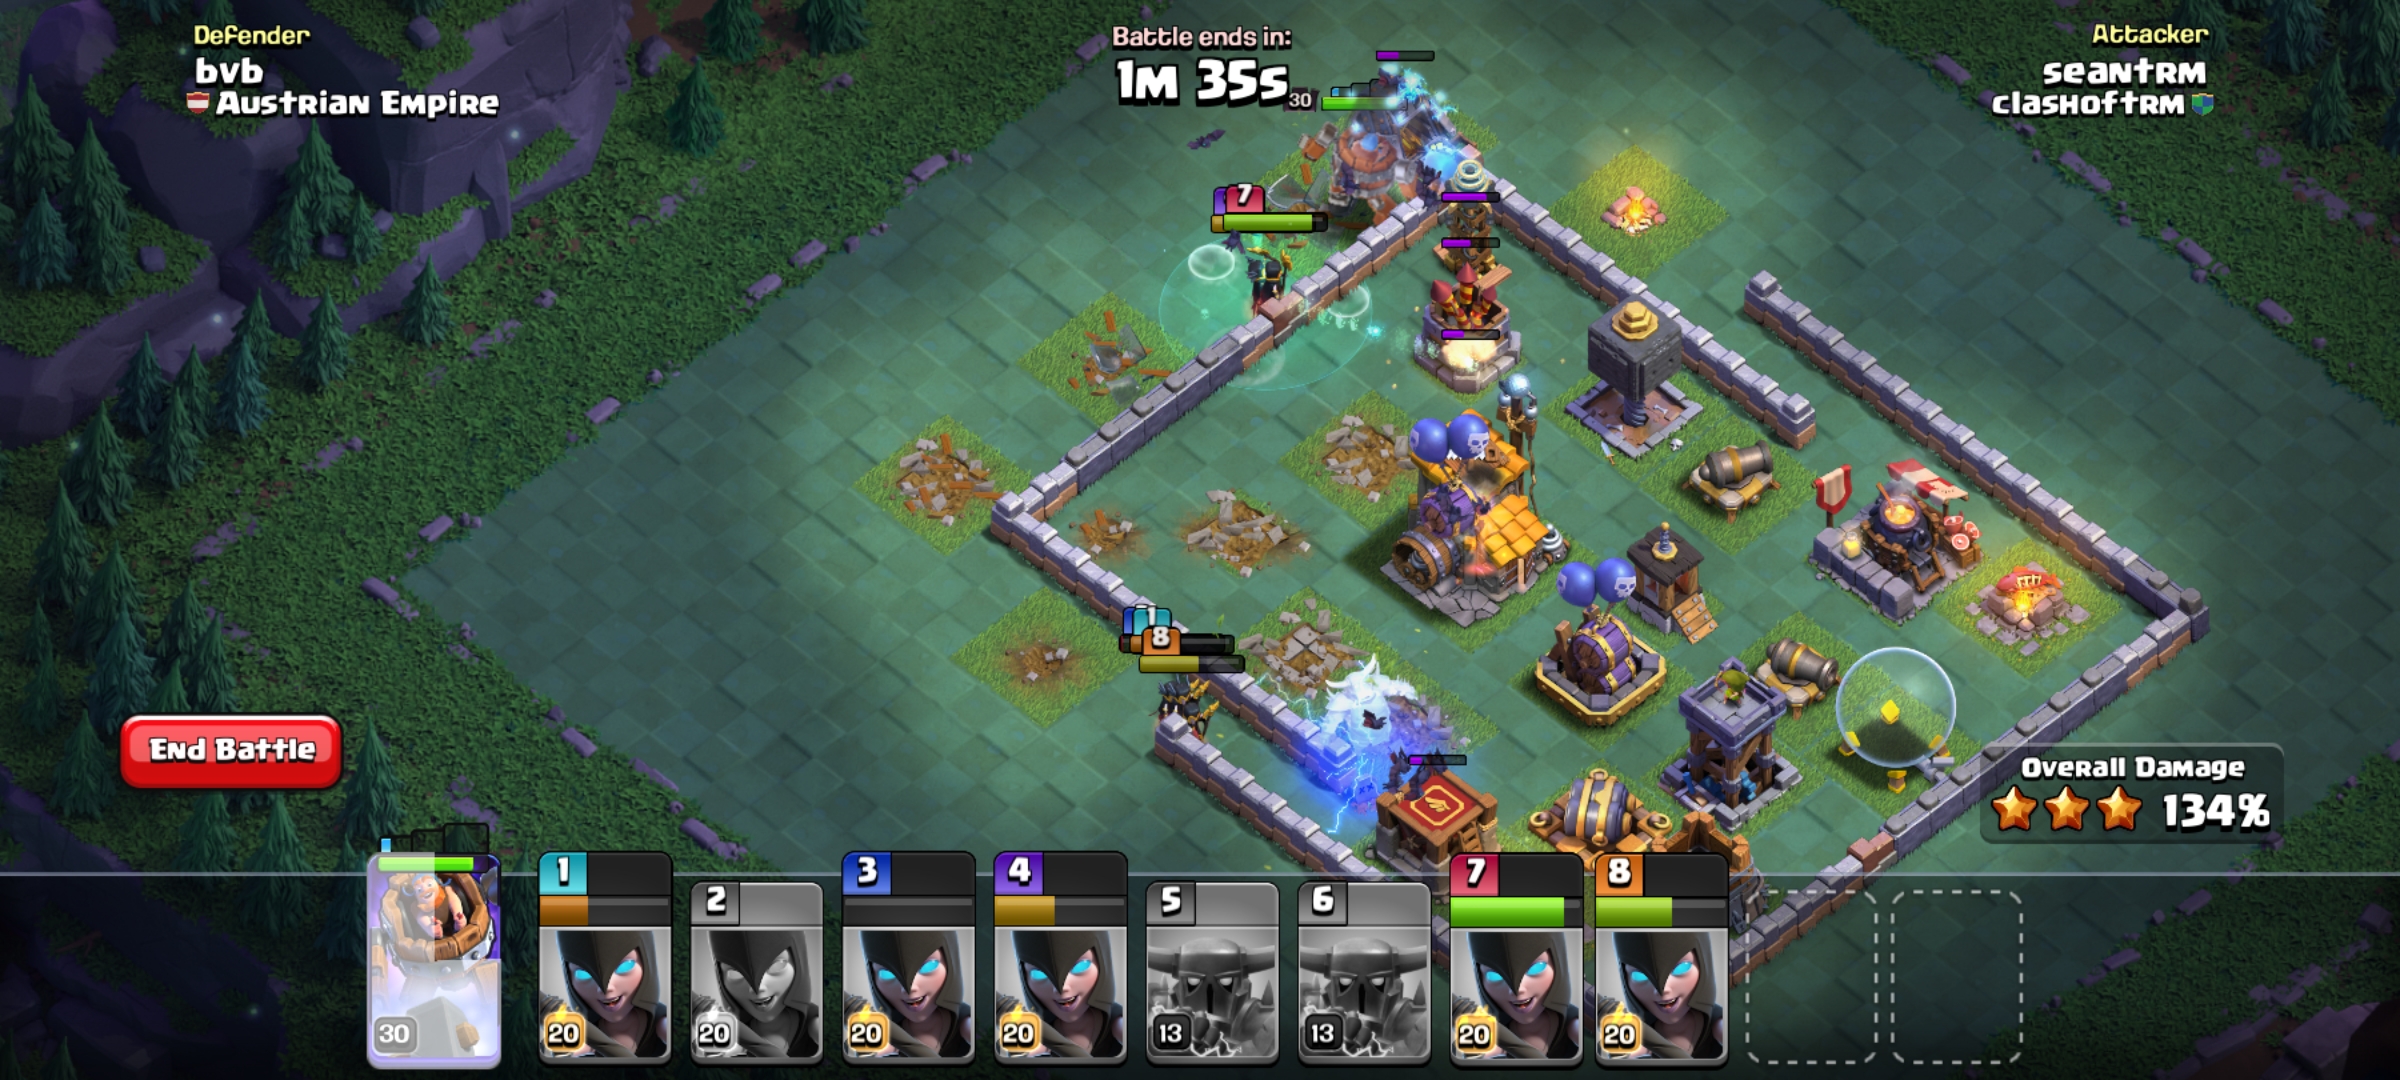 Defender
bvb
Austrian Empire
Battle ends in:
1M 35s
Attacker
seantRM
clashoftRM
30
7
1
8
End Battle
Overall Damage
134%
30
1
20
2
20
3
20
4
20
5
13
6
13
7
20
8
20